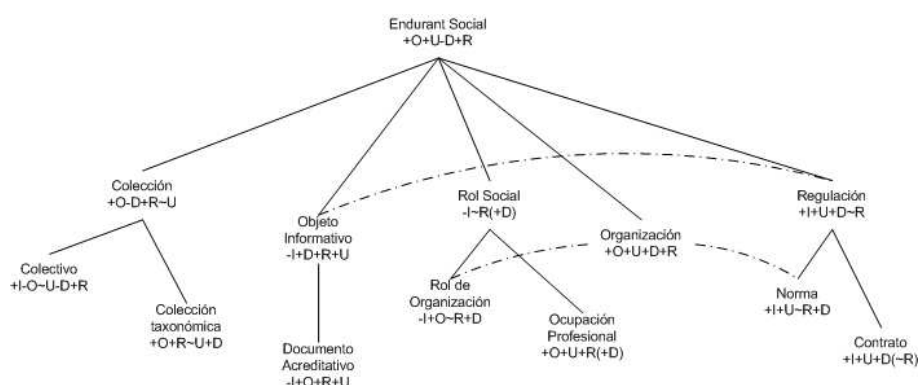 Endurant Social
+O+U-D+R
Colección
+O-D+R~U
Objeto
Informativo
-I+D+R+U
Rol Social
-I~R(+D)
Organización
+O+U+D+R
Regulación
+I+U+D~R
Colectivo
+I-O~U-D+R
Colección
taxonómica
+O+R~U+D
Documento
Acreditativo
-I+O+R+U
Rol de
Organización
-I+O~R+D
Ocupación
Profesional
+O+U+R(+D)
Norma
+I+U~R+D
Contrato
+I+U+D(~R)